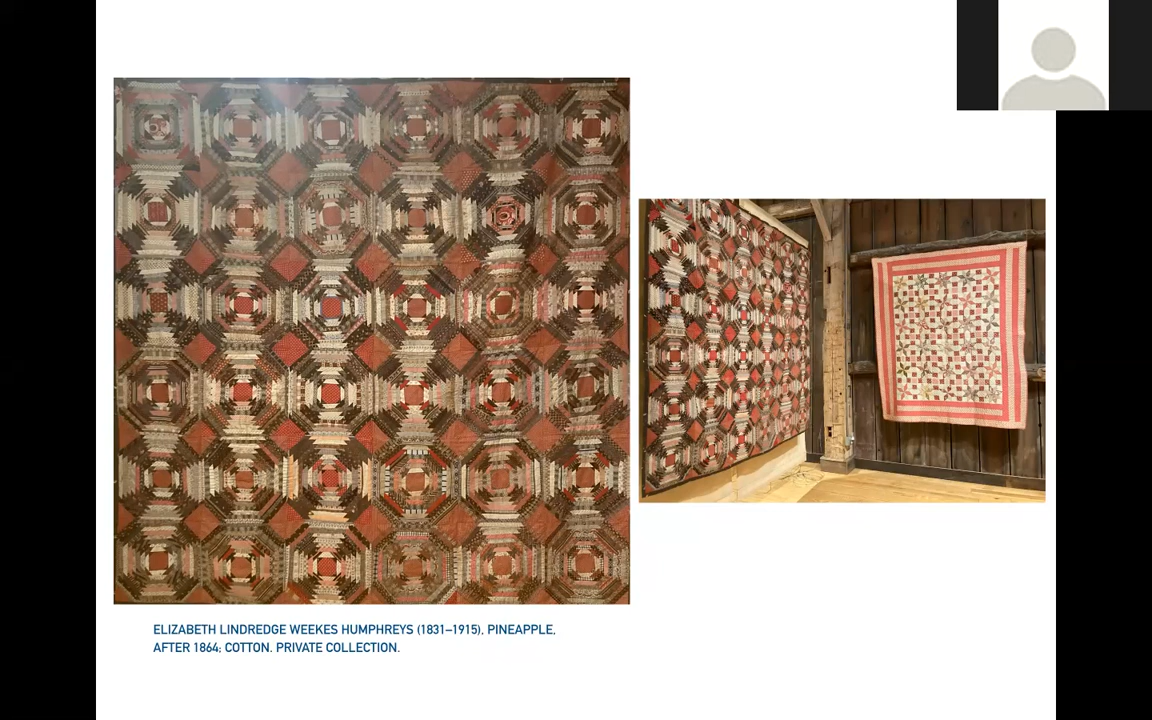 ELIZABETH LINDREDGE WEEKES HUMPHREYS (1831–1915), PINEAPPLE,
AFTER 1864; COTTON. PRIVATE COLLECTION.